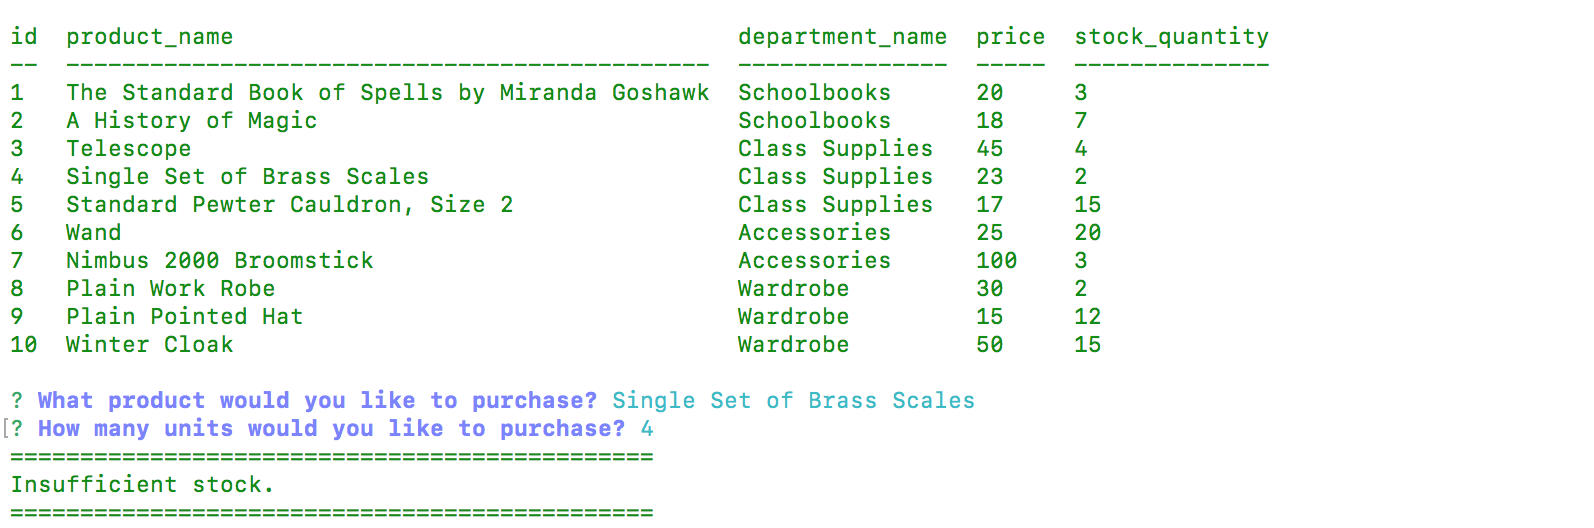 id  product_name                                    department_name  price  stock_quantity
--  ----------------------------------------------  ---------------  -----  --------------
1   The Standard Book of Spells by Miranda Goshawk  Schoolbooks      20     3
2   A History of Magic                              Schoolbooks      18     7
3   Telescope                                       Class Supplies   45     4
4   Single Set of Brass Scales                      Class Supplies   23     2
5   Standard Pewter Cauldron, Size 2                Class Supplies   17     15
6   Wand                                            Accessories      25     20
7   Nimbus 2000 Broomstick                          Accessories      100    3
8   Plain Work Robe                                 Wardrobe         30     2
9   Plain Pointed Hat                               Wardrobe         15     12
10  Winter Cloak                                    Wardrobe         50     15
? What product would you like to purchase? Single Set of Brass Scales
[? How many units would you like to purchase? 4
==============================================
Insufficient stock.
==============================================